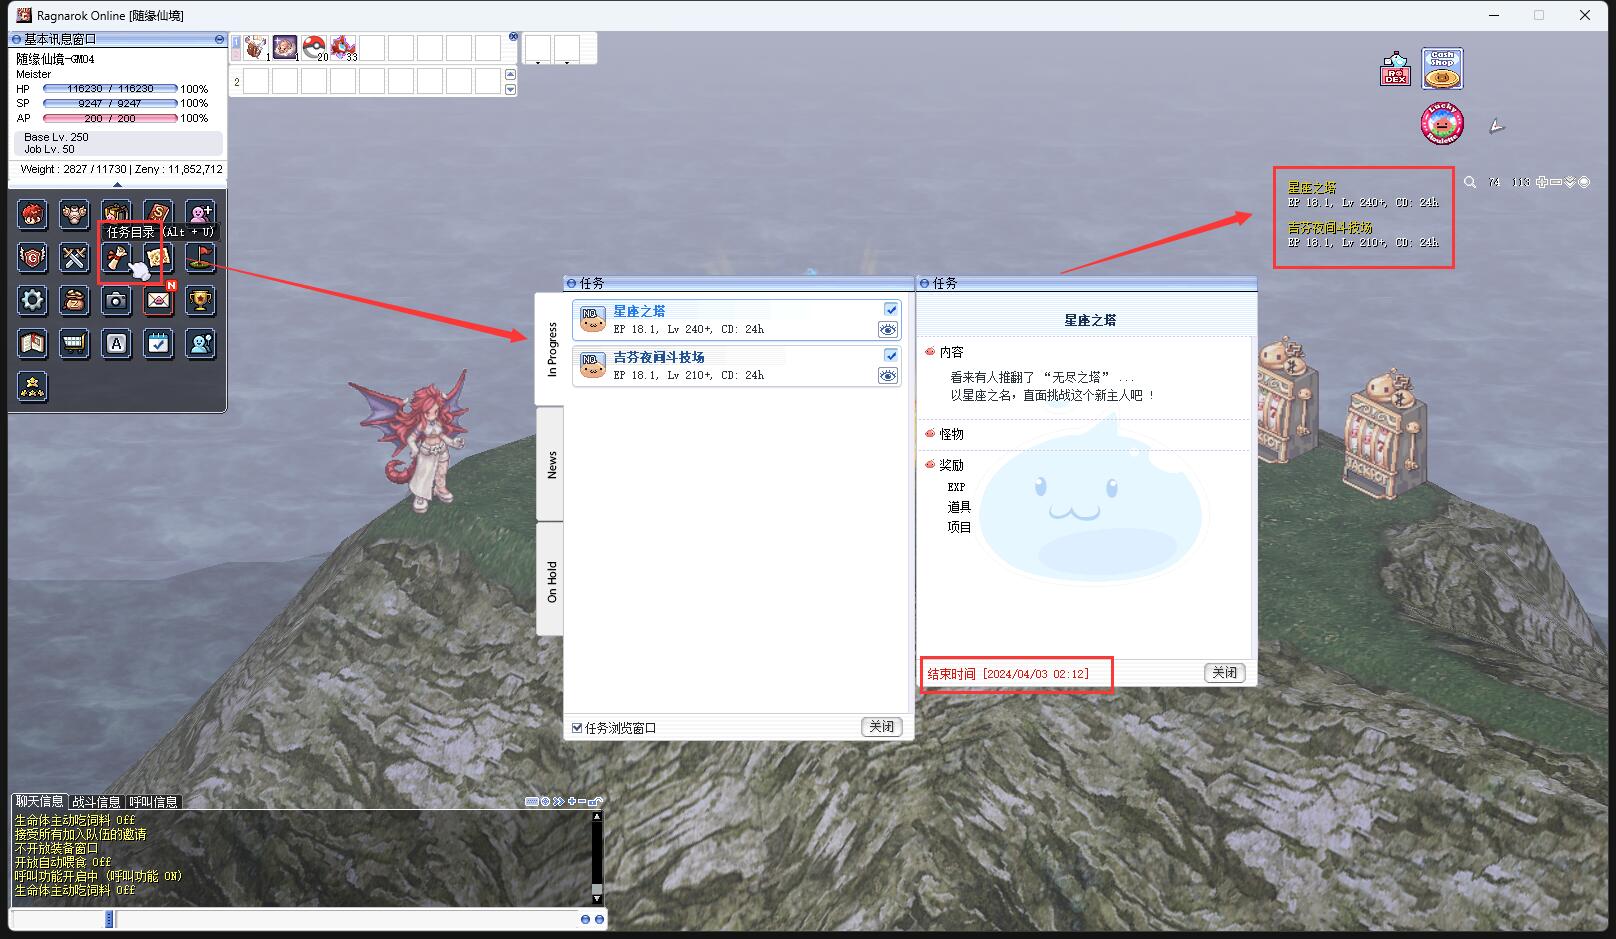 Ragnarok Online [随缘仙境]
基本讯息窗口
随缘仙境-GM04
Meister
HP 116230 / 116230 100%
SP 9247 / 9247 100%
AP 200 / 200 100%
Base Lv. 250
Job Lv. 50
Weight : 2827 / 11730 | Zeny : 11,852,712
1
1
1
20
33
2
RODEX
Cash Shop
Lucky Roulette
74 113
星座之塔
EP 18.1, Lv 240+, CD: 24h
吉芬夜间斗技场
EP 18.1, Lv 210+, CD: 24h
任务目录 (Alt + U)
N
任务
In Progress
News
On Hold
NO.
星座之塔
EP 18.1, Lv 240+, CD: 24h
NO.
吉芬夜间斗技场
EP 18.1, Lv 210+, CD: 24h
任务浏览窗口
关闭
任务
星座之塔
内容
看来有人推翻了 “无尽之塔” ...
以星座之名，直面挑战这个新主人吧 ！
怪物
奖励
EXP
道具
项目
结束时间 [2024/04/03 02:12]
关闭
JACKPOT
JACKPOT
聊天信息 战斗信息 呼叫信息
生命体主动吃饲料 Off
接受所有加入队伍的邀请
不开放装备窗口
开放自动喂食 Off
呼叫功能开启中 (呼叫功能 ON)
生命体主动吃饲料 Off